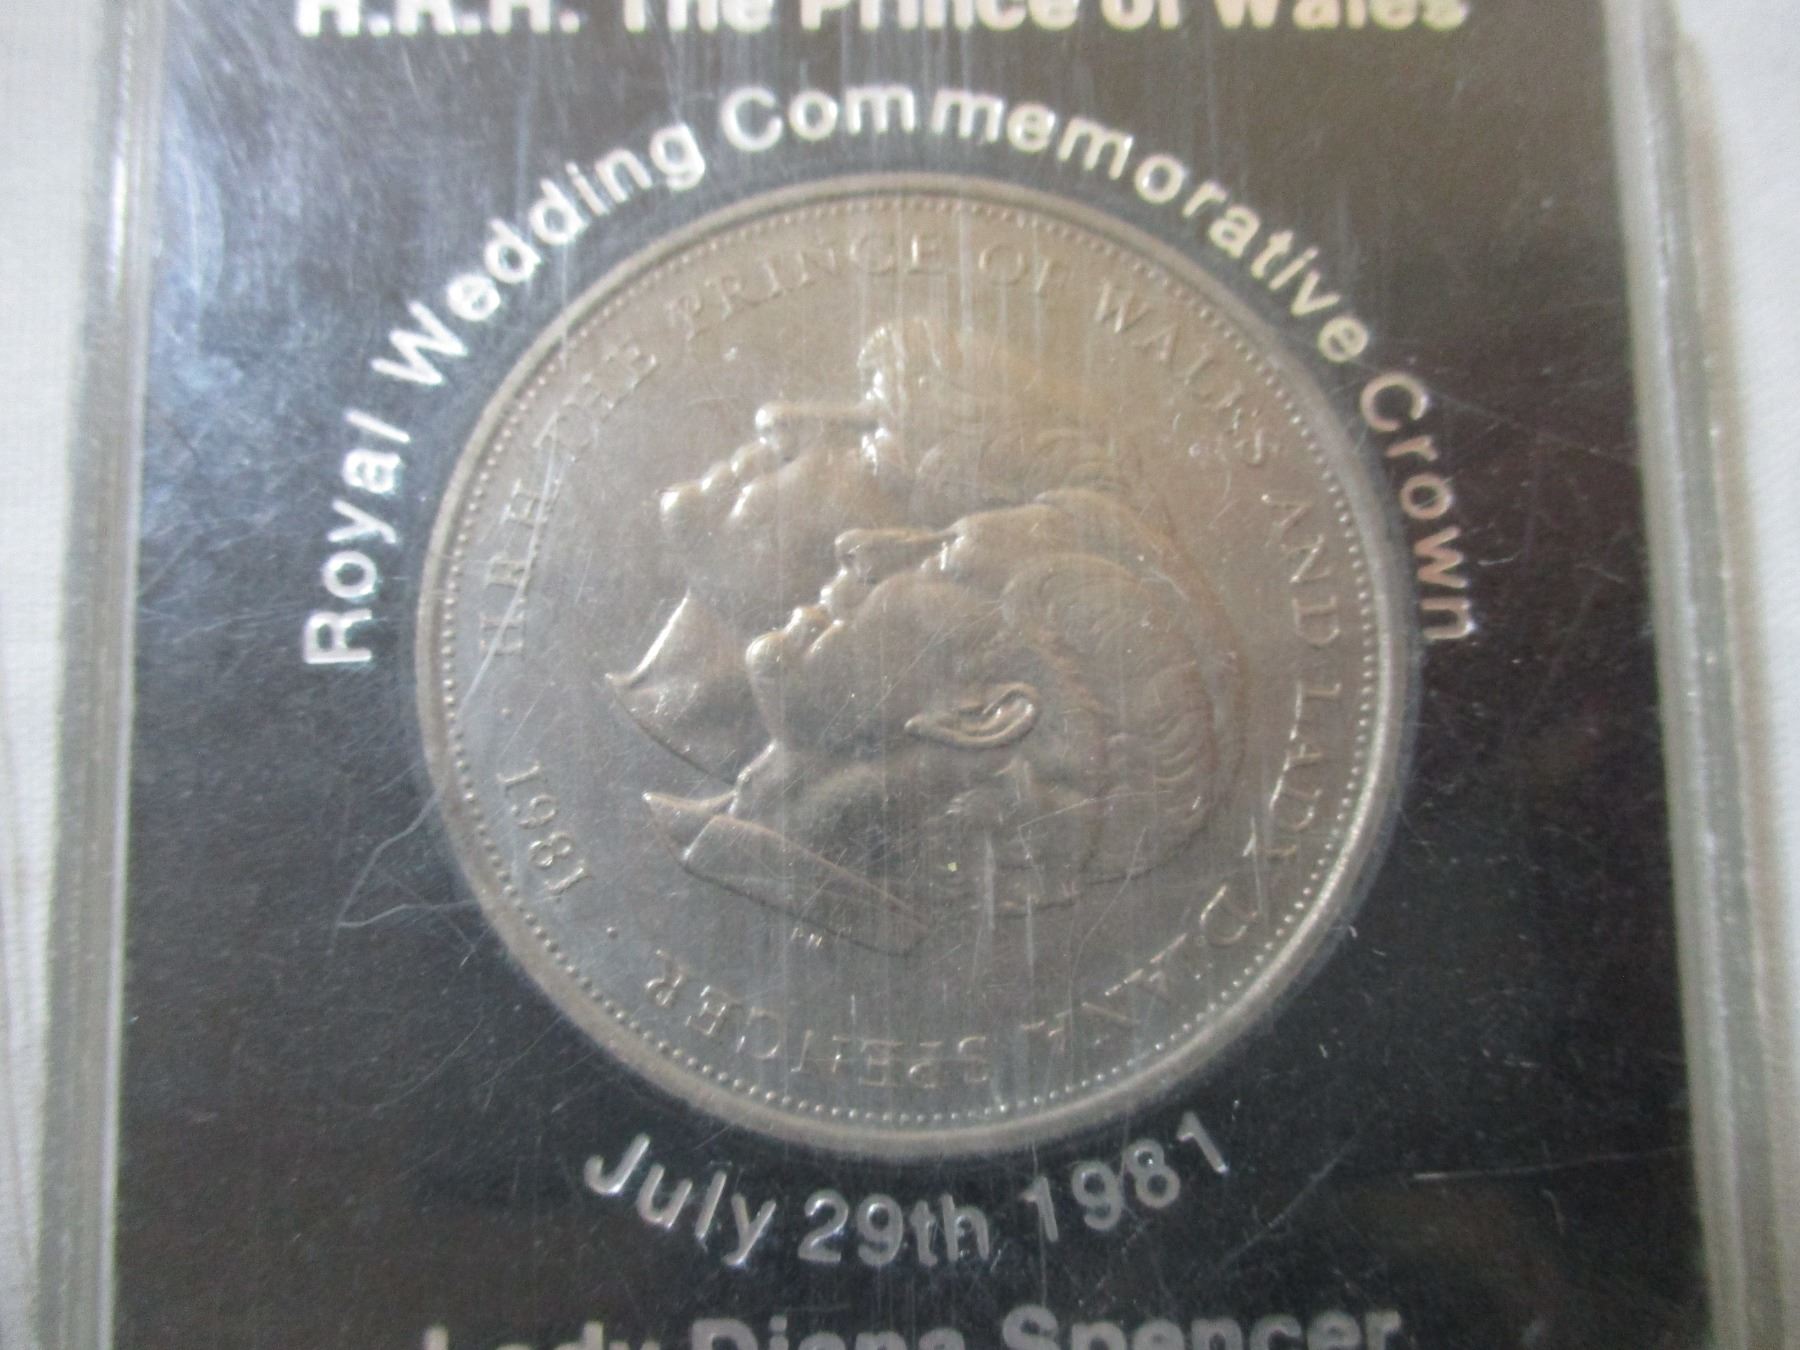 H.R.H. The Prince of Wales
Royal Wedding Commemorative Crown
H.R.H. THE PRINCE OF WALES AND LADY DIANA SPENCER · 1981 ·
July 29th 1981
Lady Diana Spencer